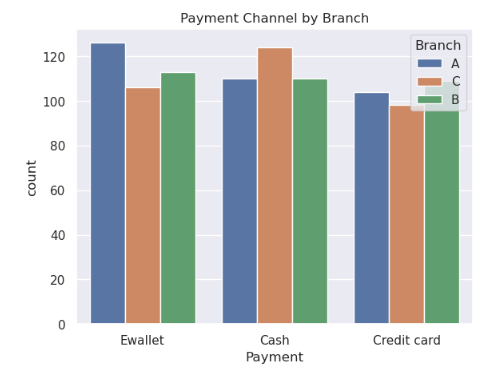 Payment Channel by Branch
Branch
A
C
B
120
100
80
60
40
20
0
count
Ewallet Cash Credit card
Payment